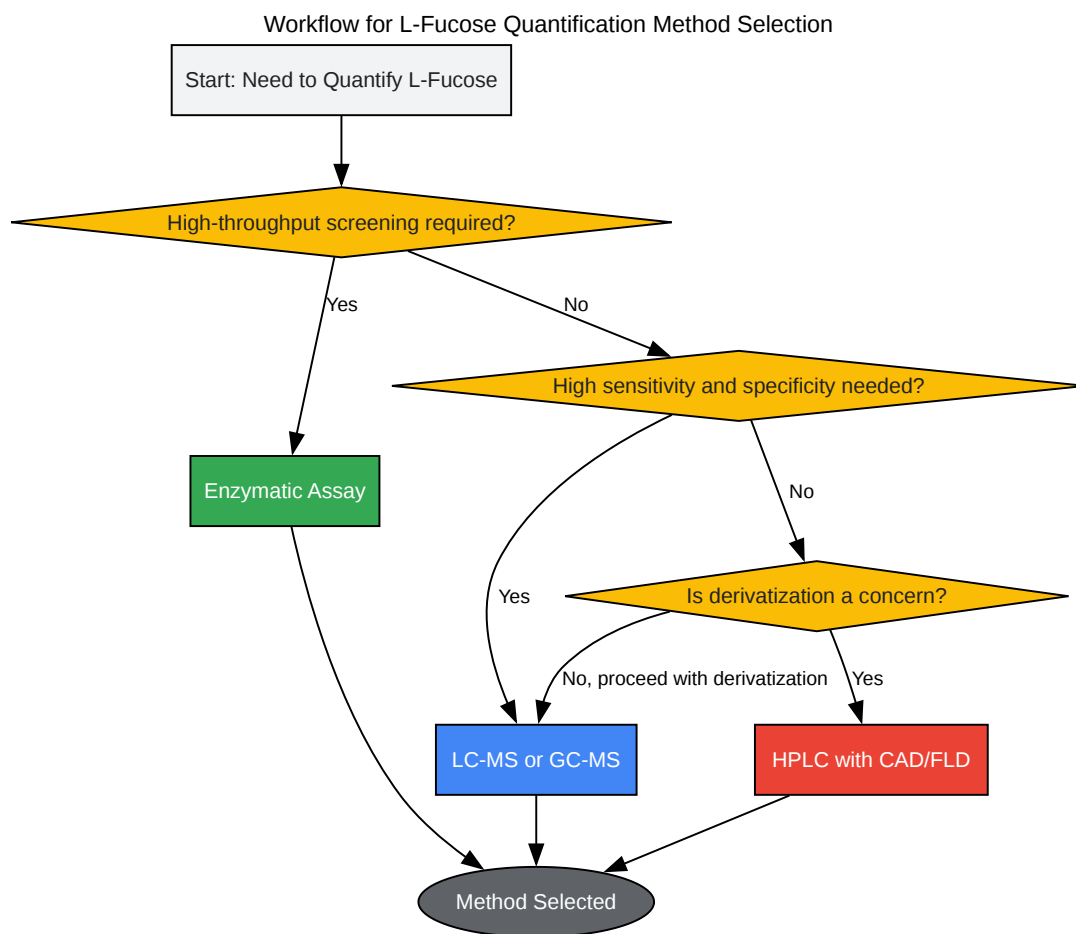 Workflow for L-Fucose Quantification Method Selection
Start: Need to Quantify L-Fucose
High-throughput screening required?
Yes
No
High sensitivity and specificity needed?
Enzymatic Assay
No
Yes
Is derivatization a concern?
No, proceed with derivatization
Yes
LC-MS or GC-MS
HPLC with CAD/FLD
Method Selected